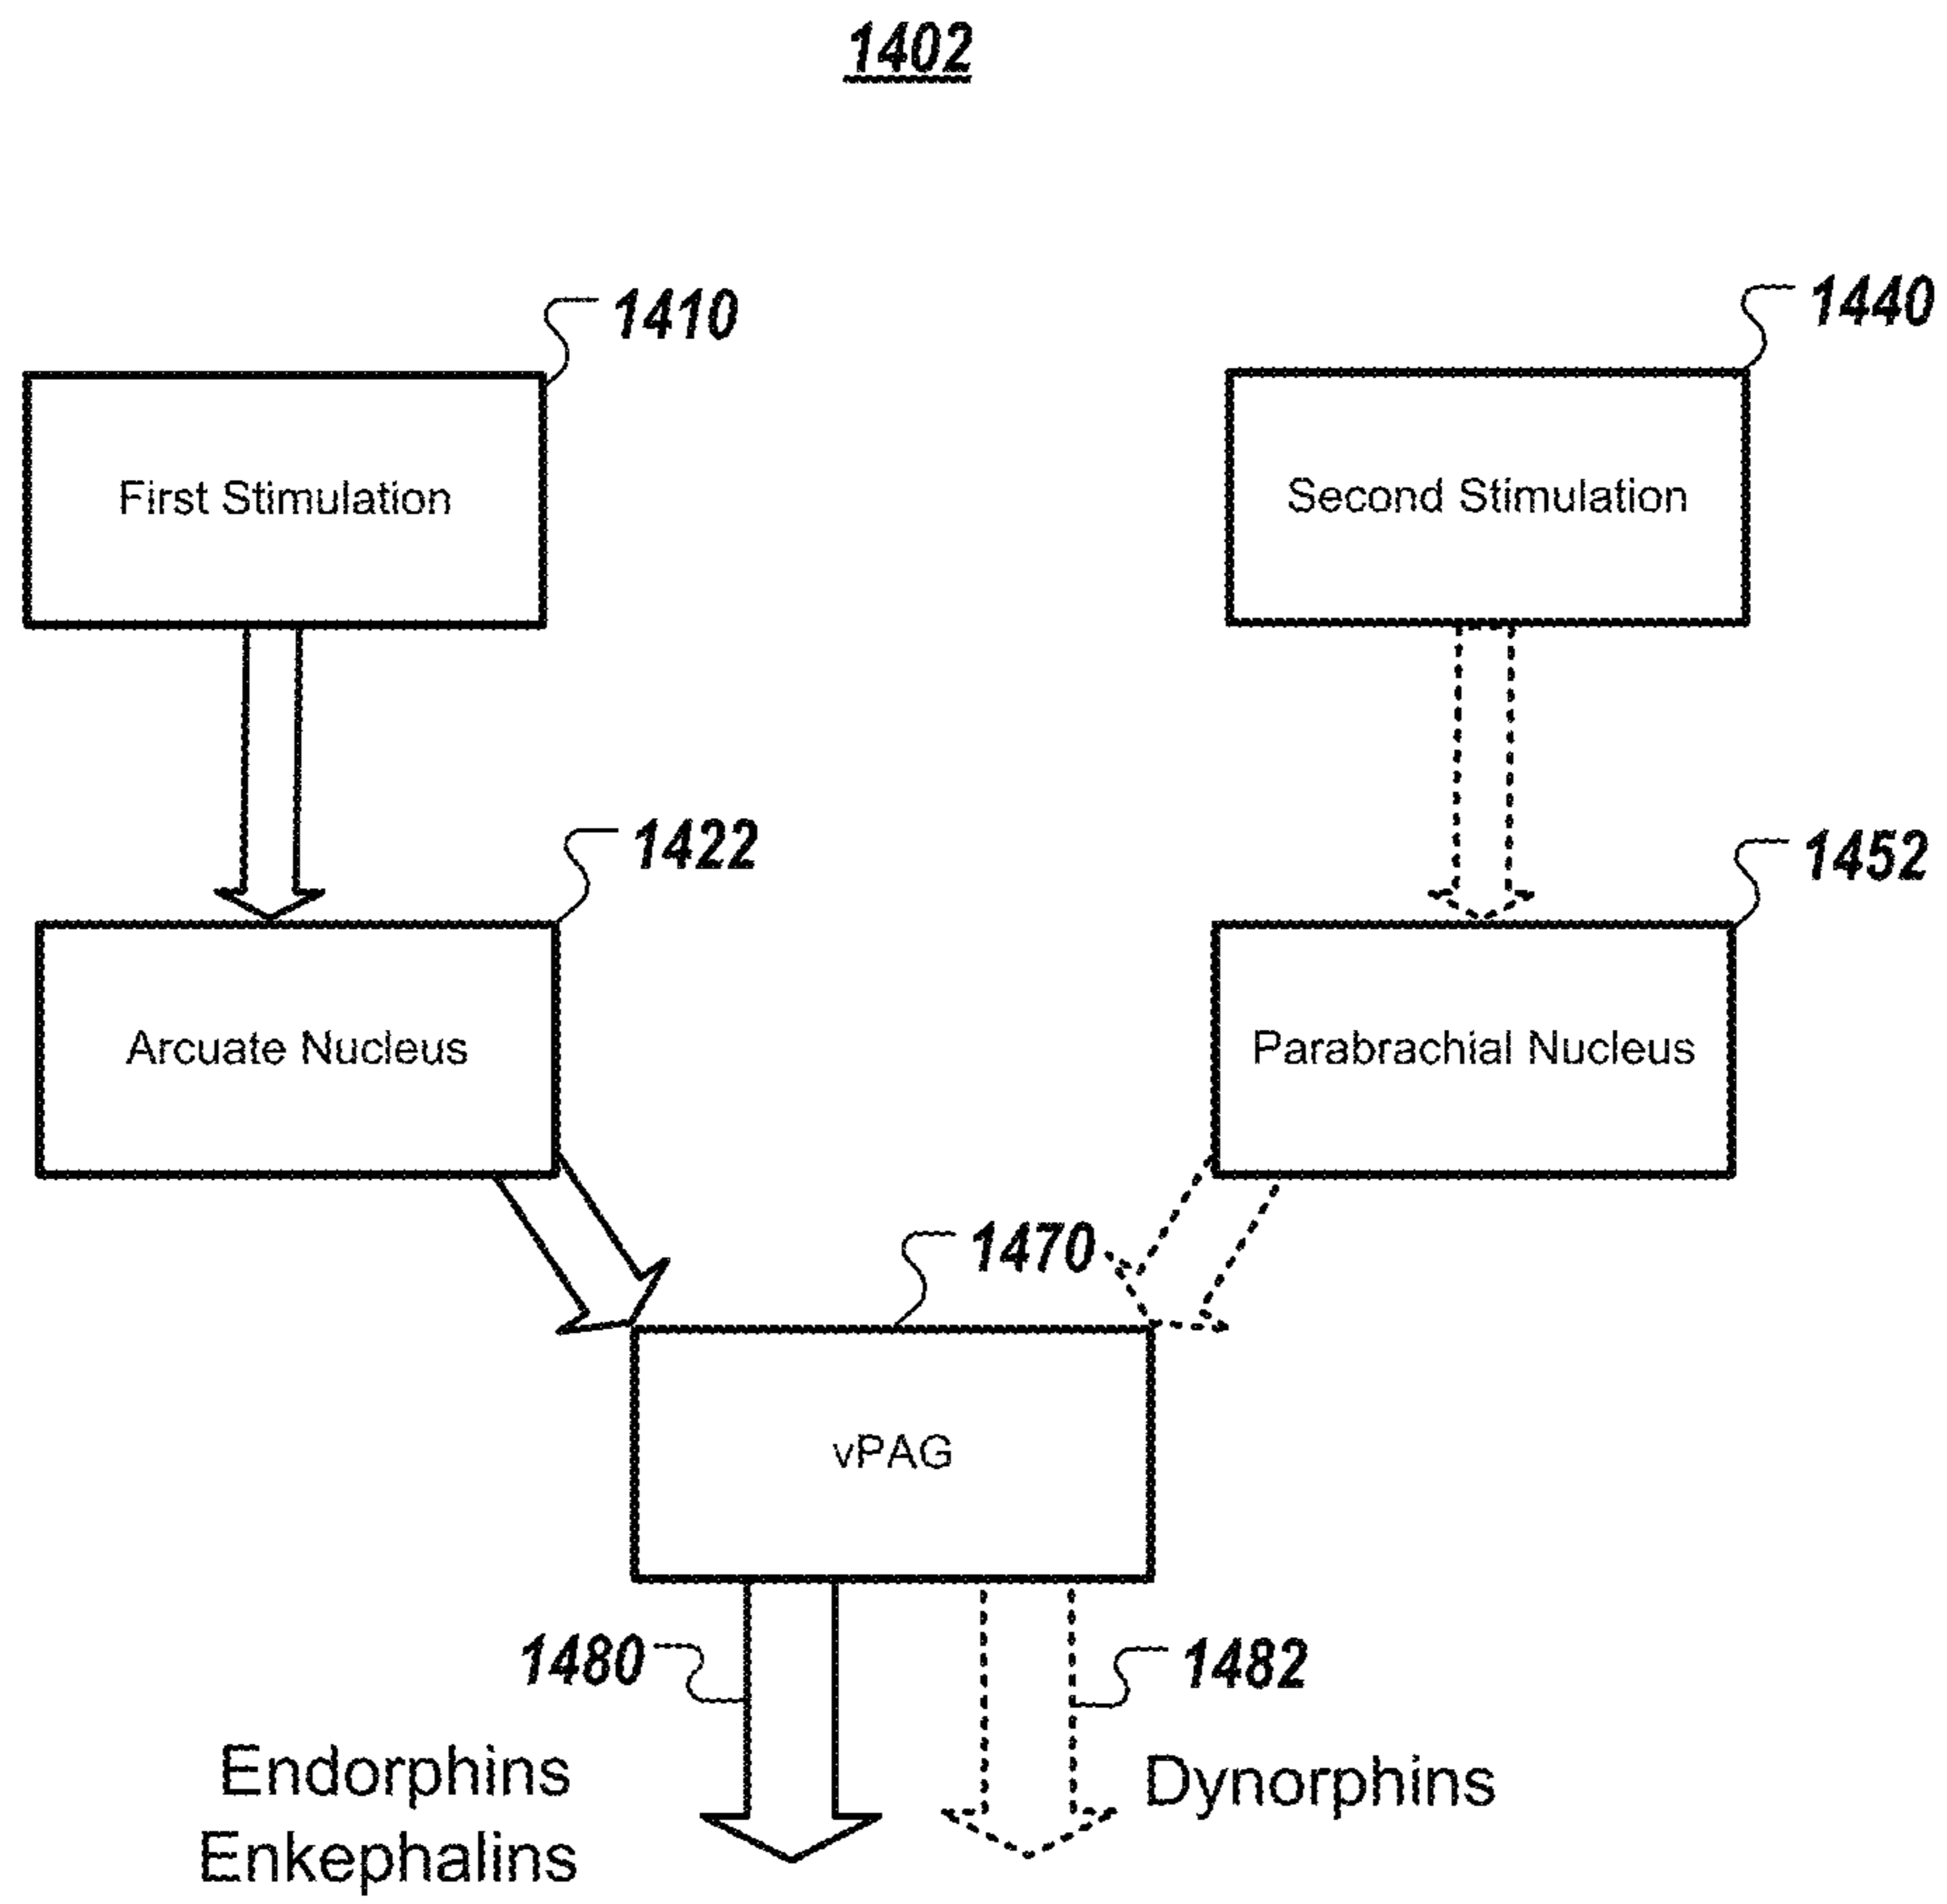 1402
1410
1440
First Stimulation
Second Stimulation
1422
1452
Arcuate Nucleus
Parabrachial Nucleus
1470
vPAG
1480
1482
Endorphins
Enkephalins
Dynorphins